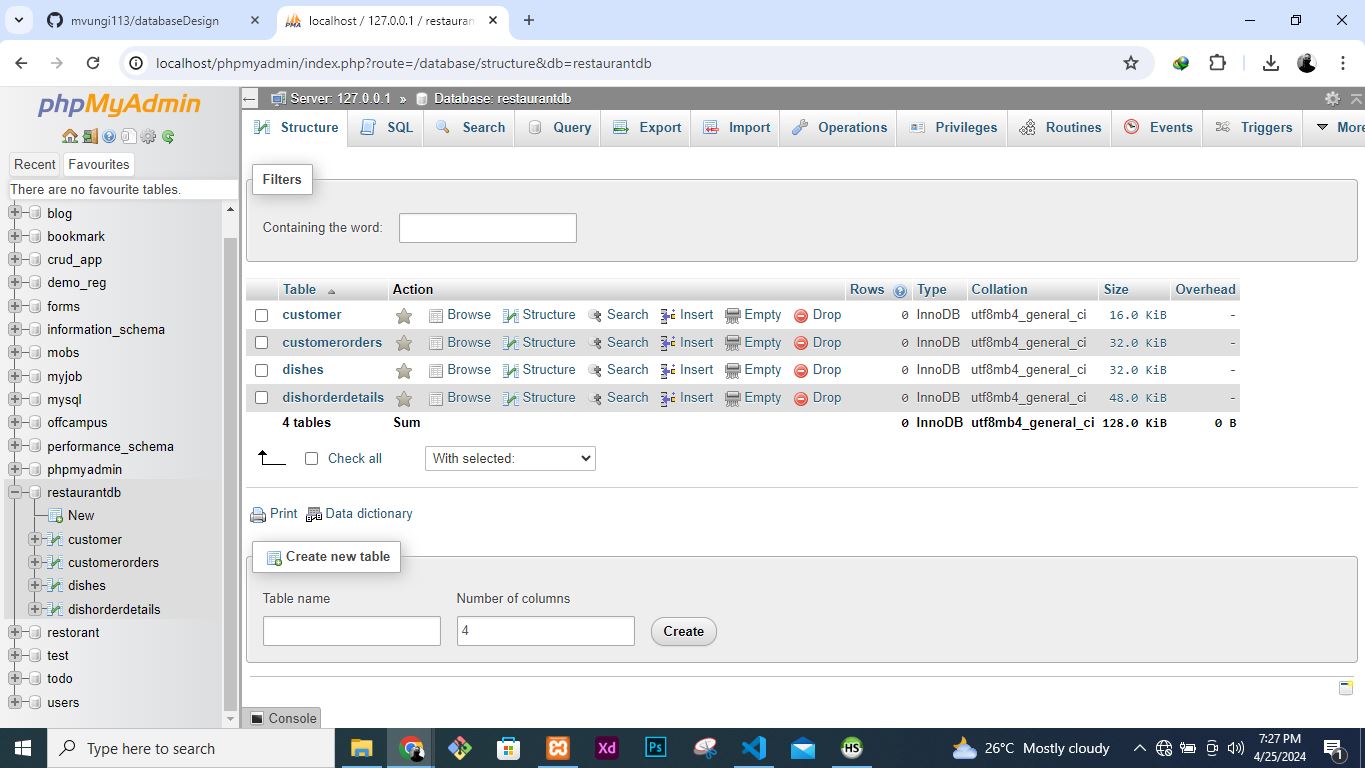 mvungi113/databaseDesign
localhost / 127.0.0.1 / restauran
localhost/phpmyadmin/index.php?route=/database/structure&db=restaurantdb
phpMyAdmin
Recent Favourites
There are no favourite tables.
blog
bookmark
crud_app
demo_reg
forms
information_schema
mobs
myjob
mysql
offcampus
performance_schema
phpmyadmin
restaurantdb
New
customer
customerorders
dishes
dishorderdetails
restorant
test
todo
users
Server: 127.0.0.1 » Database: restaurantdb
Structure SQL Search Query Export Import Operations Privileges Routines Events Triggers More
Filters
Containing the word:
Table Action Rows Type Collation Size Overhead
customer Browse Structure Search Insert Empty Drop 0 InnoDB utf8mb4_general_ci 16.0 KiB -
customerorders Browse Structure Search Insert Empty Drop 0 InnoDB utf8mb4_general_ci 32.0 KiB -
dishes Browse Structure Search Insert Empty Drop 0 InnoDB utf8mb4_general_ci 32.0 KiB -
dishorderdetails Browse Structure Search Insert Empty Drop 0 InnoDB utf8mb4_general_ci 48.0 KiB -
4 tables Sum 0 InnoDB utf8mb4_general_ci 128.0 KiB 0 B
Check all With selected:
Print Data dictionary
Create new table
Table name Number of columns
4 Create
Console
Type here to search
Xd
Ps
HS
26°C Mostly cloudy
7:27 PM
4/25/2024
1